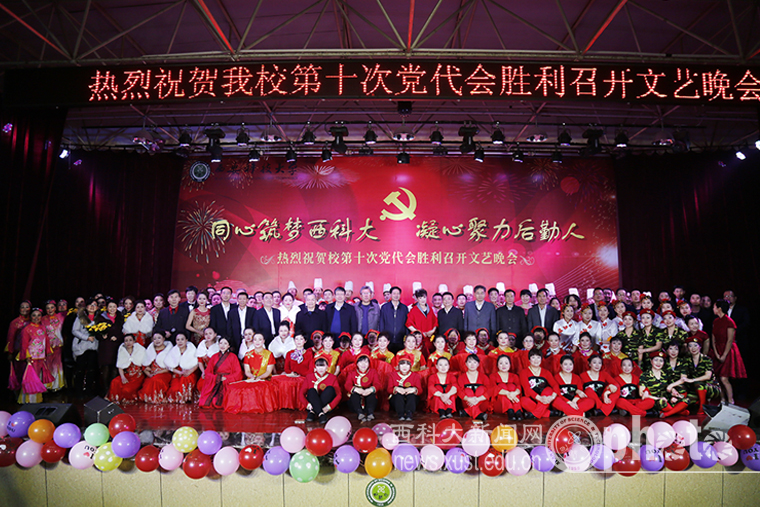 热烈祝贺我校第十次党代会胜利召开文艺晚会
同心筑梦西科大 凝心聚力后勤人
热烈祝贺校第十次党代会胜利召开文艺晚会
西科大新闻网
news.xust.edu.cn
photo